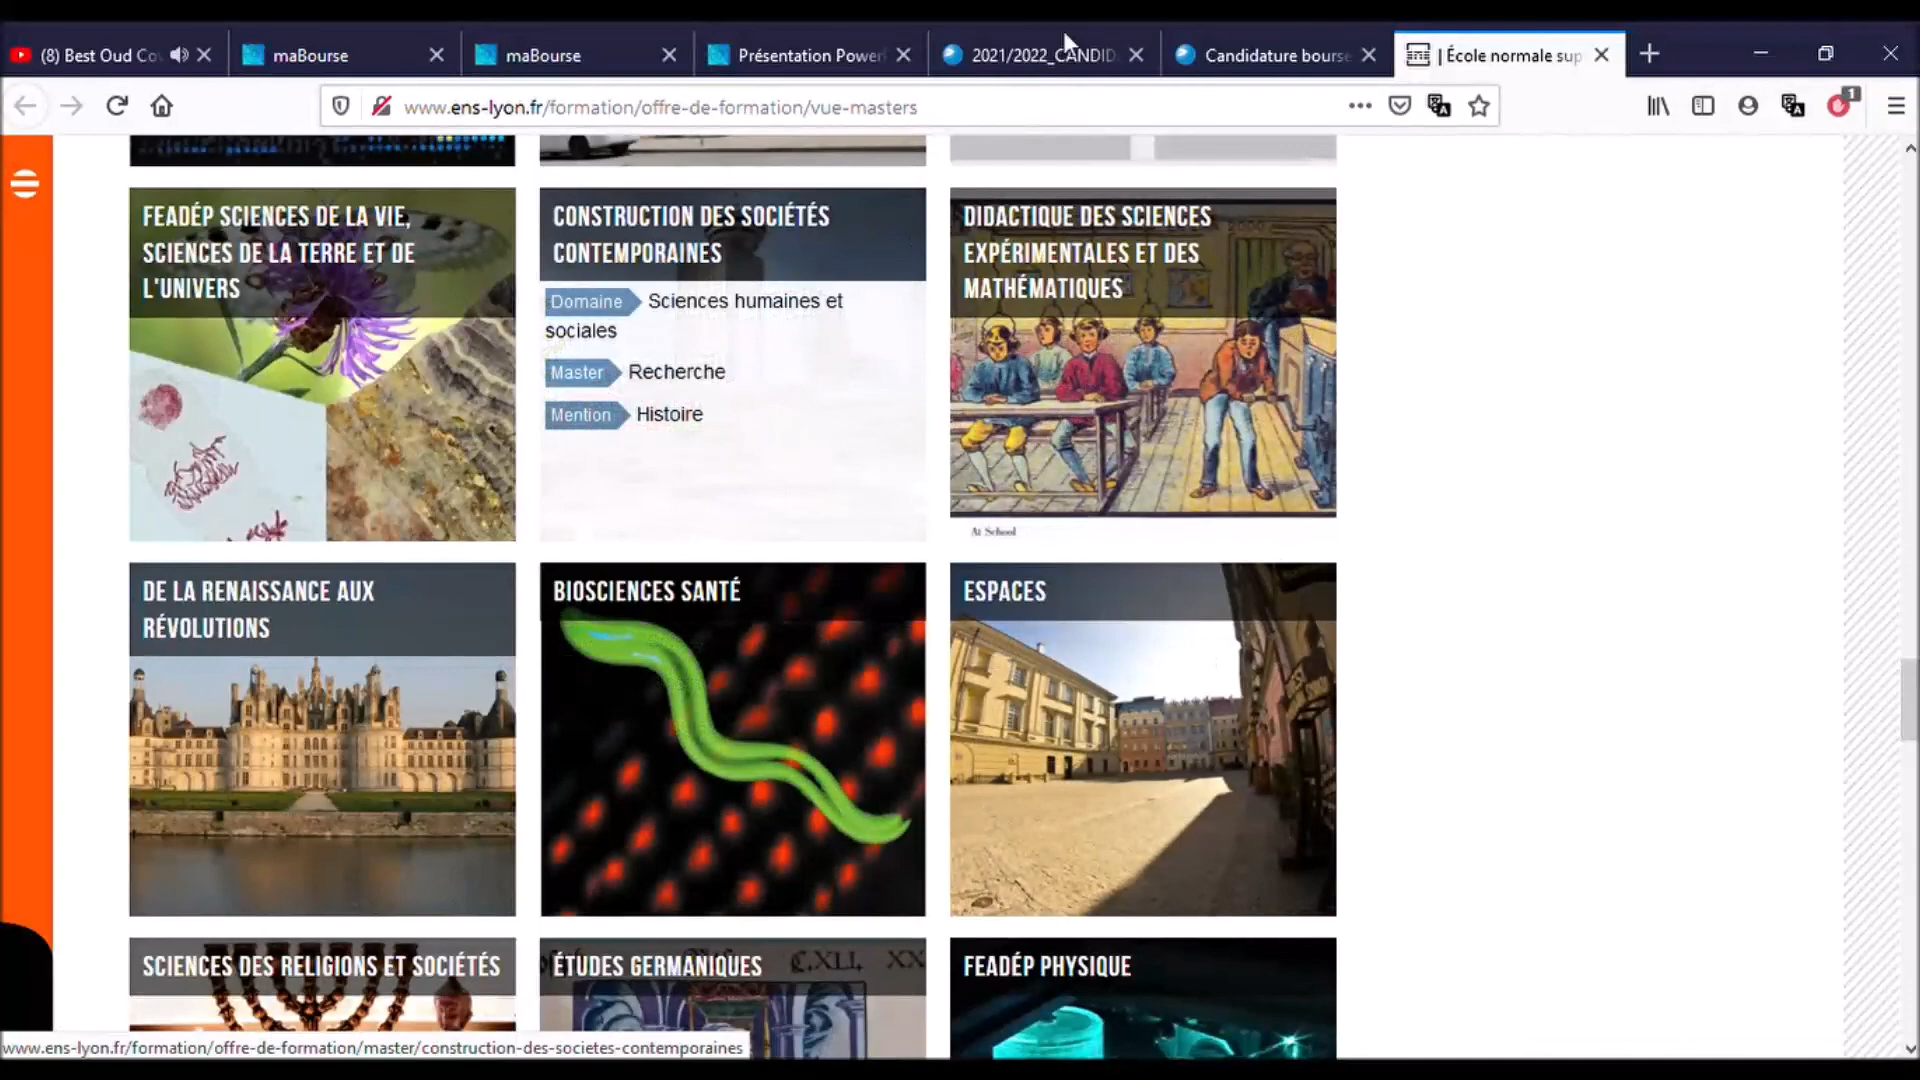 (8) Best Oud Co
maBourse
maBourse
Présentation Power
2021/2022_CANDID
Candidature bourse
| École normale sup
www.ens-lyon.fr/formation/offre-de-formation/vue-masters
1
FEADÉP SCIENCES DE LA VIE,
SCIENCES DE LA TERRE ET DE
L'UNIVERS
CONSTRUCTION DES SOCIÉTÉS
CONTEMPORAINES
Domaine Sciences humaines et
sociales
Master Recherche
Mention Histoire
DIDACTIQUE DES SCIENCES
EXPÉRIMENTALES ET DES
MATHÉMATIQUES
At School
DE LA RENAISSANCE AUX
RÉVOLUTIONS
BIOSCIENCES SANTÉ
ESPACES
SCIENCES DES RELIGIONS ET SOCIÉTÉS
ÉTUDES GERMANIQUES
FEADÉP PHYSIQUE
www.ens-lyon.fr/formation/offre-de-formation/master/construction-des-societes-contemporaines